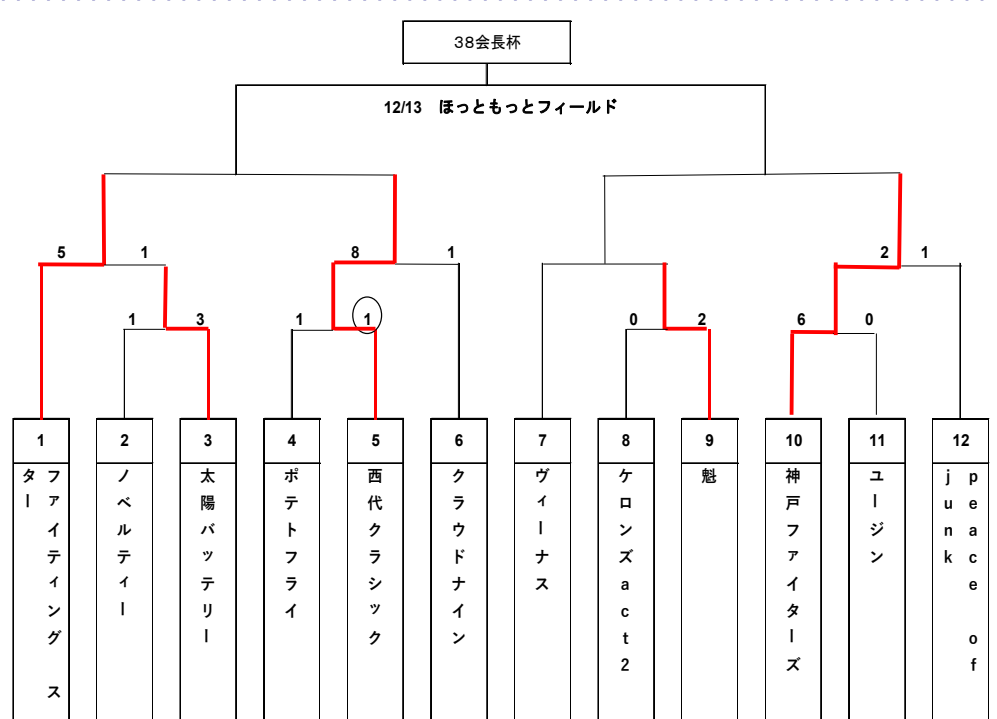 38会長杯
12/13 ほっともっとフィールド
5 1 8 1 2 1
1 3 1 1 0 2 6 0
1 2 3 4 5 6 7 8 9 10 11 12
ファイティング ス
ター
ノベルティー
太陽バッテリー
ポテトフライ
西代クラシック
クラウドナイン
ヴィーナス
ケロンズact2
魁
神戸ファイターズ
ユージン
peace of
junk